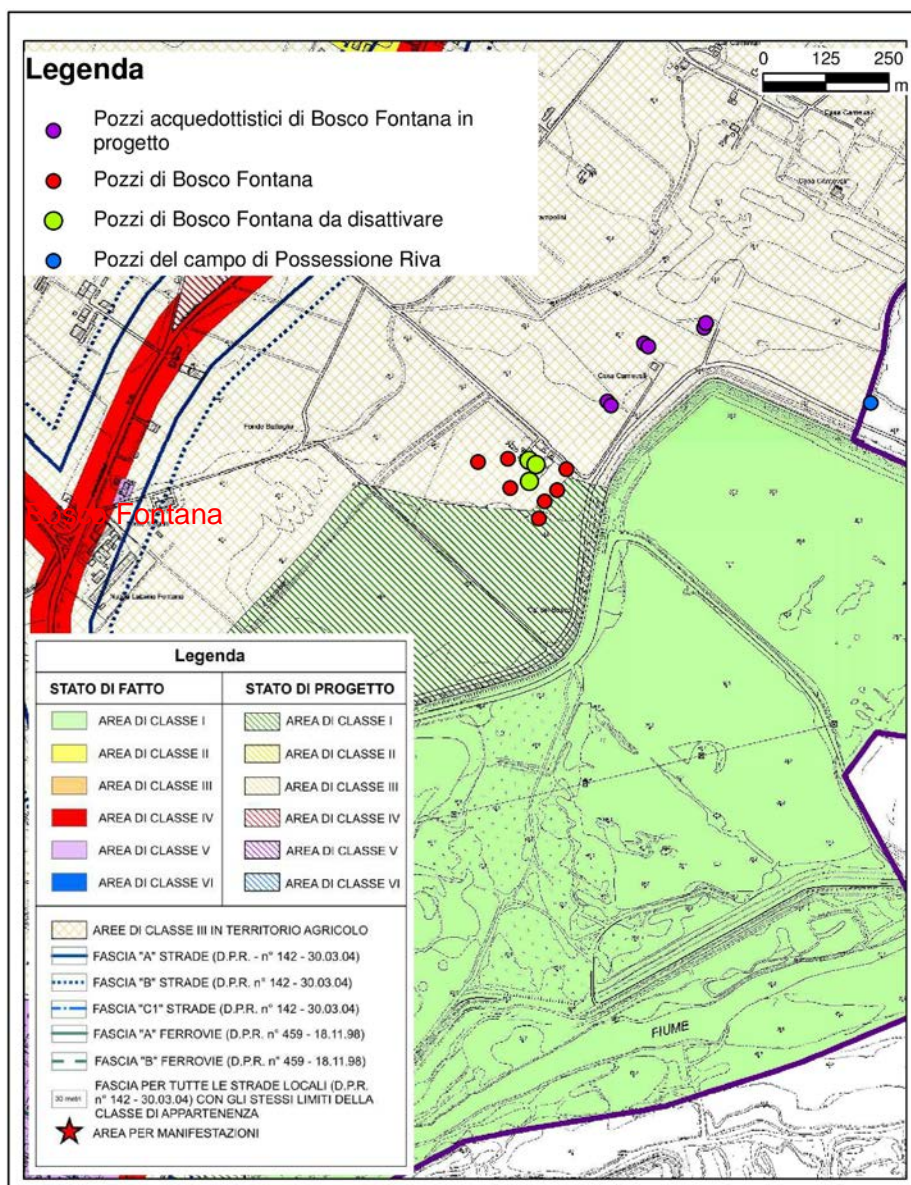 Legenda
0 125 250
m
Pozzi acquedottistici di Bosco Fontana in
progetto
Pozzi di Bosco Fontana
Pozzi di Bosco Fontana da disattivare
Pozzi del campo di Possessione Riva
Casa Carnevali
Casa Carnevali
Casa Carnevali
Fondo Battaglia
Fontana
Legenda
STATO DI FATTO STATO DI PROGETTO
AREA DI CLASSE I AREA DI CLASSE I
AREA DI CLASSE II AREA DI CLASSE II
AREA DI CLASSE III AREA DI CLASSE III
AREA DI CLASSE IV AREA DI CLASSE IV
AREA DI CLASSE V AREA DI CLASSE V
AREA DI CLASSE VI AREA DI CLASSE VI
AREE DI CLASSE III IN TERRITORIO AGRICOLO
FASCIA "A" STRADE (D.P.R. - n° 142 - 30.03.04)
FASCIA "B" STRADE (D.P.R. n° 142 - 30.03.04)
FASCIA "C1" STRADE (D.P.R. n° 142 - 30.03.04)
FASCIA "A" FERROVIE (D.P.R. n° 459 - 18.11.98)
FASCIA "B" FERROVIE (D.P.R. n° 459 - 18.11.98)
30 metri
FASCIA PER TUTTE LE STRADE LOCALI (D.P.R.
n° 142 - 30.03.04) CON GLI STESSI LIMITI DELLA
CLASSE DI APPARTENENZA
AREA PER MANIFESTAZIONI
FIUME